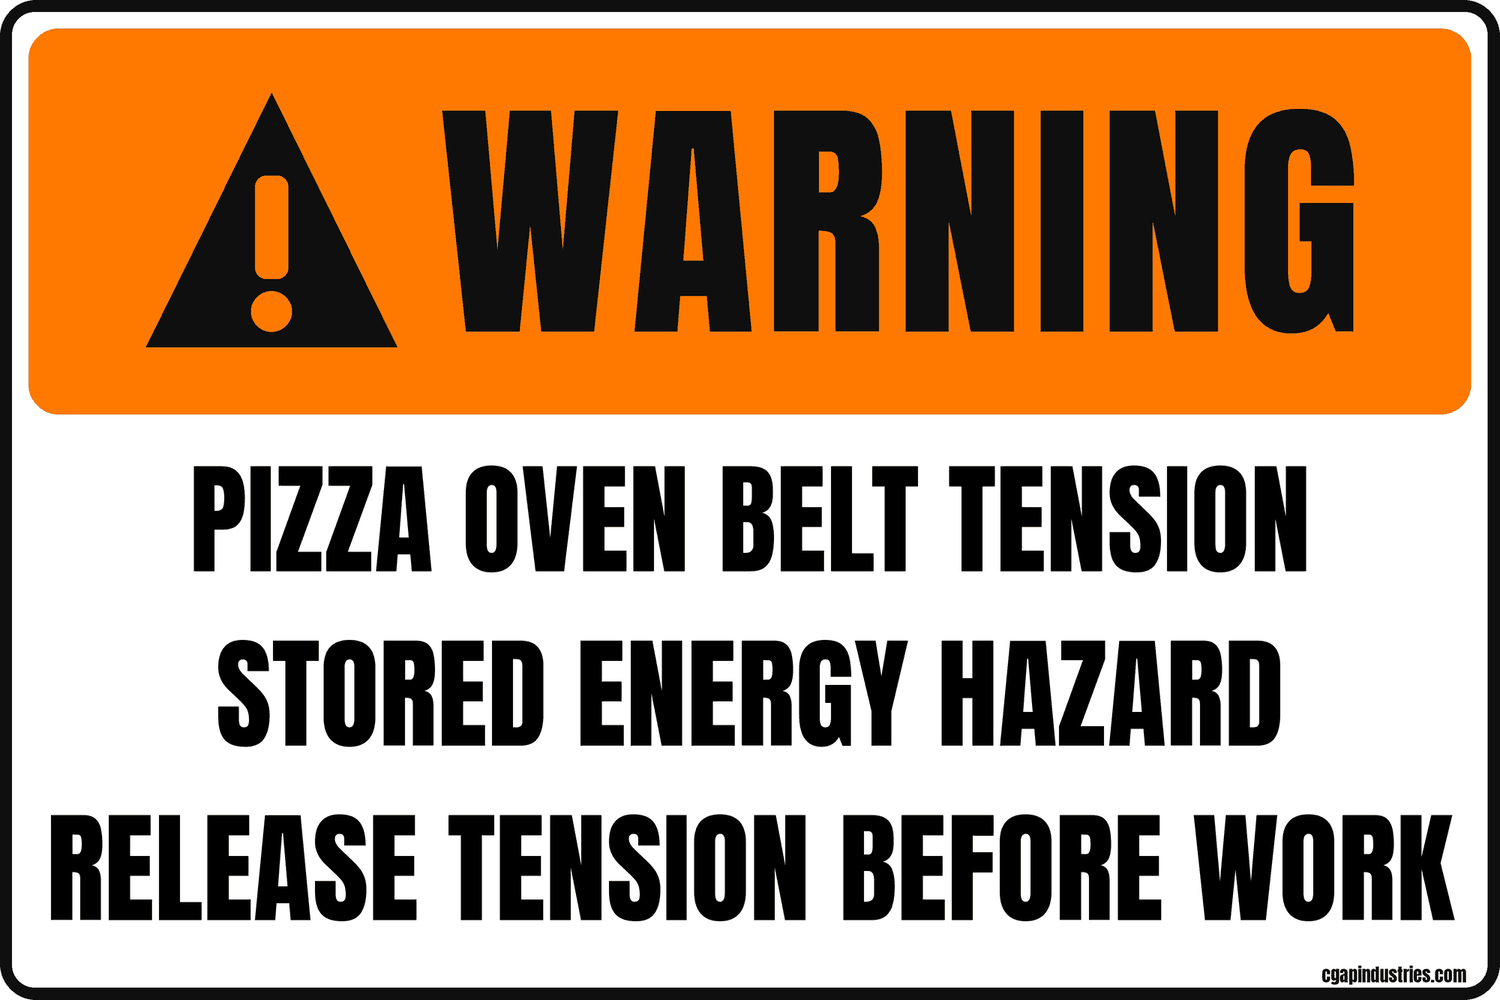 WARNING
PIZZA OVEN BELT TENSION
STORED ENERGY HAZARD
RELEASE TENSION BEFORE WORK
cgapindustries.com